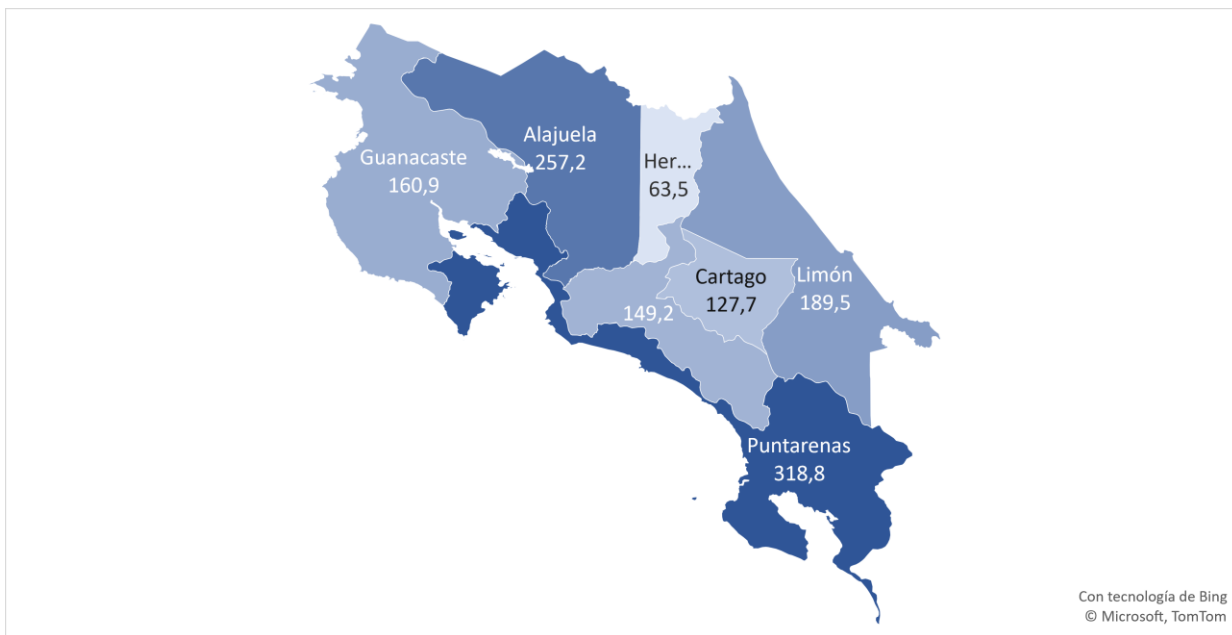 Alajuela
257,2
Guanacaste
160,9
Her...
63,5
Cartago
127,7
Limón
189,5
149,2
Puntarenas
318,8
Con tecnología de Bing
© Microsoft, TomTom